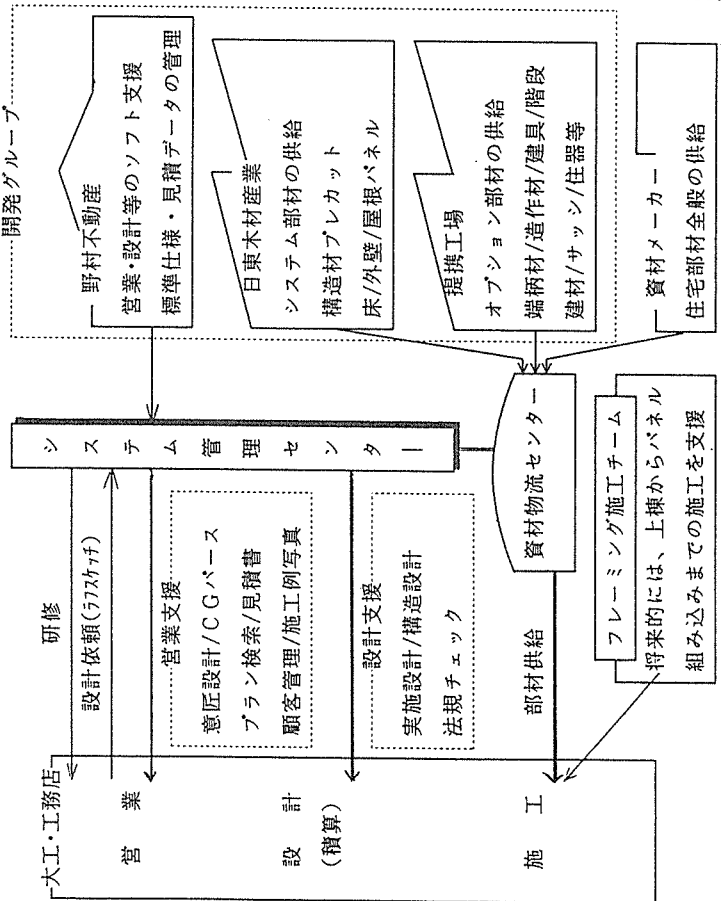 開発グループ
野村不動産
営業・設計等のソフト支援
標準仕様・見積データの管理
日東木材産業
システム部材の供給
構造材プレカット
床/外壁/屋根パネル
提携工場
オプション部材の供給
端柄材/造作材/建具/階段
建材/サッシ/住器等
資材メーカー
住宅部材全般の供給
システム管理センター
資材物流センター
研修
設計依頼(ラフスケッチ)
営業支援
意匠設計/CGパース
プラン検索/見積書
顧客管理/施工例写真
設計支援
実施設計/構造設計
法規チェック
部材供給
フレーミング施工チーム
将来的には、上棟からパネル
組み込みまでの施工を支援
大工・工務店
営業
設計
(積算)
施工